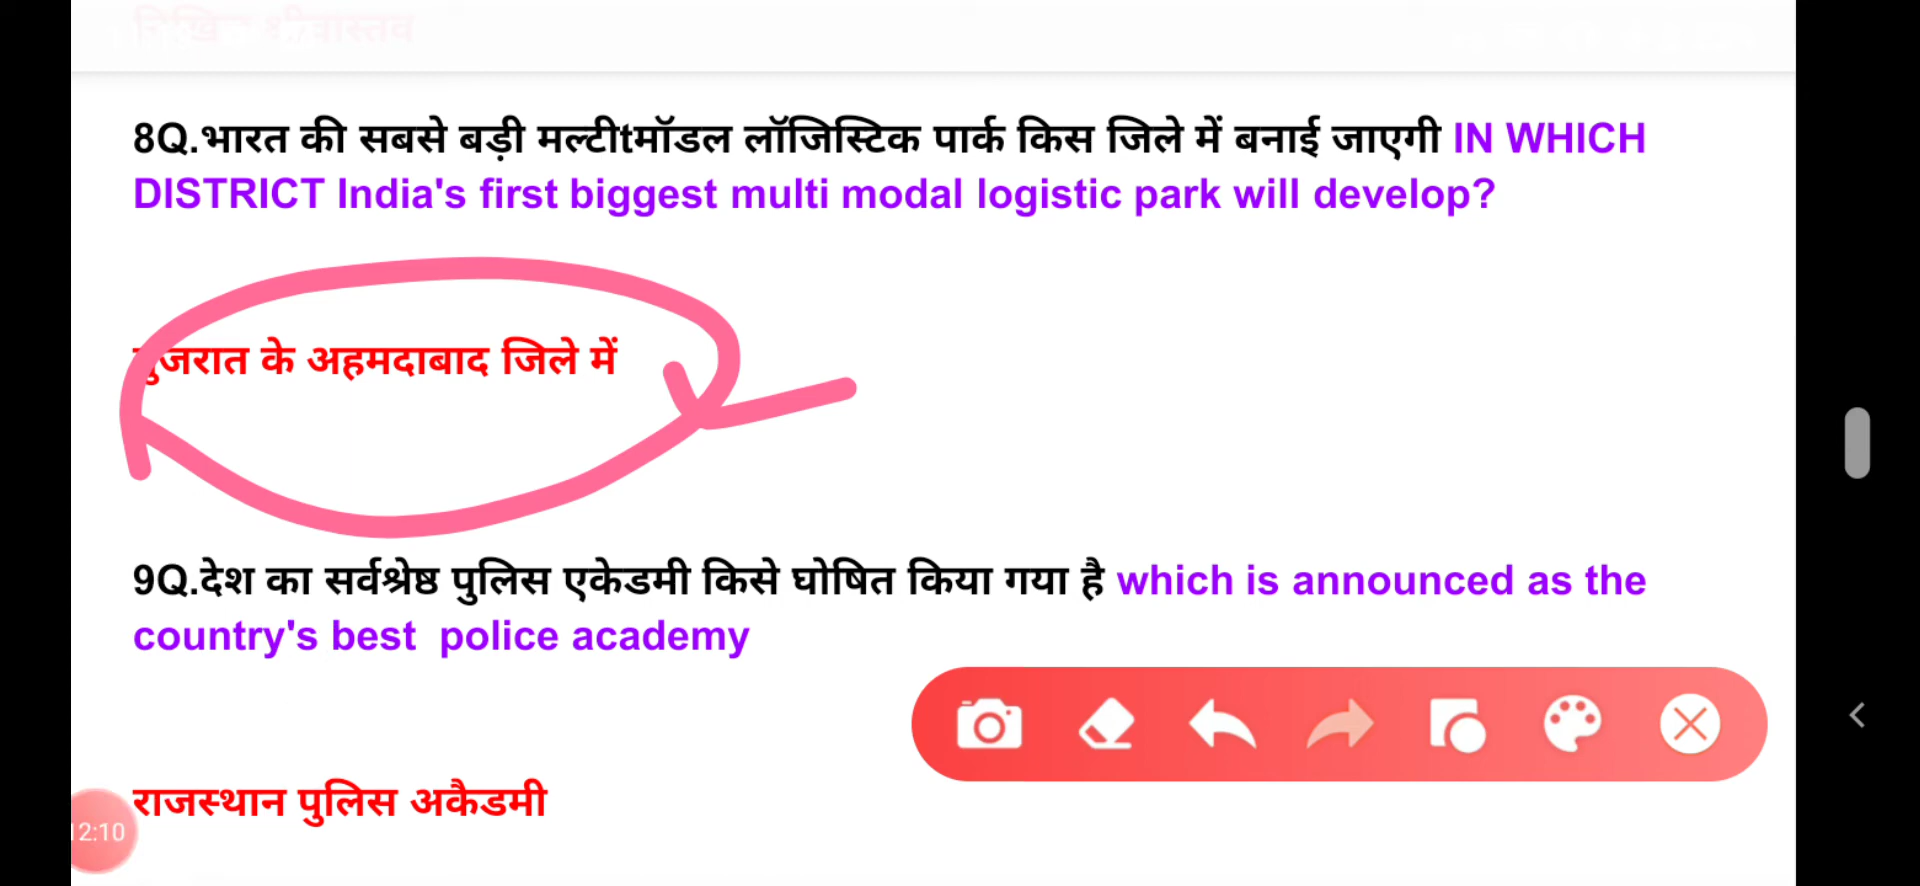 8Q.भारत की सबसे बड़ी मल्टीtमॉडल लॉजिस्टिक पार्क किस जिले में बनाई जाएगी IN WHICH
DISTRICT India's first biggest multi modal logistic park will develop?
गुजरात के अहमदाबाद जिले में
9Q.देश का सर्वश्रेष्ठ पुलिस एकेडमी किसे घोषित किया गया है which is announced as the
country's best police academy
राजस्थान पुलिस अकैडमी
12:10